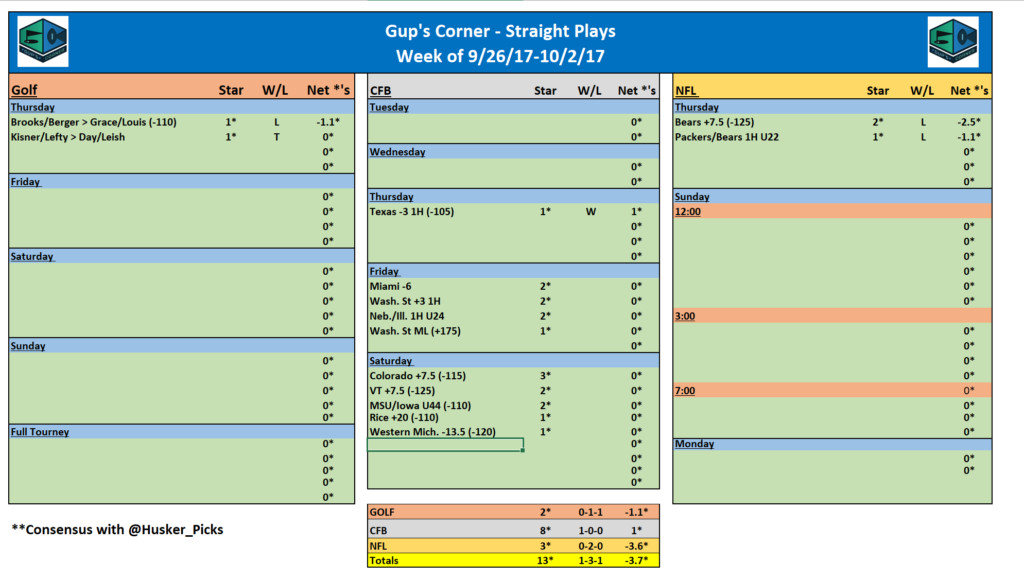 Gup's Corner - Straight Plays
Week of 9/26/17-10/2/17
Golf Star W/L Net *'s
Thursday
Brooks/Berger > Grace/Louis (-110) 1* L -1.1*
Kisner/Lefty > Day/Leish 1* T 0*
0*
0*
Friday
0*
0*
0*
0*
Saturday
0*
0*
0*
0*
0*
Sunday
0*
0*
0*
0*
0*
Full Tourney
0*
0*
0*
0*
0*
**Consensus with @Husker_Picks
CFB Star W/L Net *'s
Tuesday
0*
0*
Wednesday
0*
0*
Thursday
Texas -3 1H (-105) 1* W 1*
0*
0*
0*
Friday
Miami -6 2* 0*
Wash. St +3 1H 2* 0*
Neb./Ill. 1H U24 2* 0*
Wash. St ML (+175) 1* 0*
0*
Saturday
Colorado +7.5 (-115) 3* 0*
VT +7.5 (-125) 2* 0*
MSU/Iowa U44 (-110) 2* 0*
Rice +20 (-110) 1* 0*
Western Mich. -13.5 (-120) 1* 0*
0*
0*
0*
0*
0*
NFL Star W/L Net *'s
Thursday
Bears +7.5 (-125) 2* L -2.5*
Packers/Bears 1H U22 1* L -1.1*
0*
0*
0*
Sunday
12:00
0*
0*
0*
0*
0*
0*
3:00
0*
0*
0*
0*
7:00 0*
0*
0*
0*
Monday
0*
0*
GOLF 2* 0-1-1 -1.1*
CFB 8* 1-0-0 1*
NFL 3* 0-2-0 -3.6*
Totals 13* 1-3-1 -3.7*